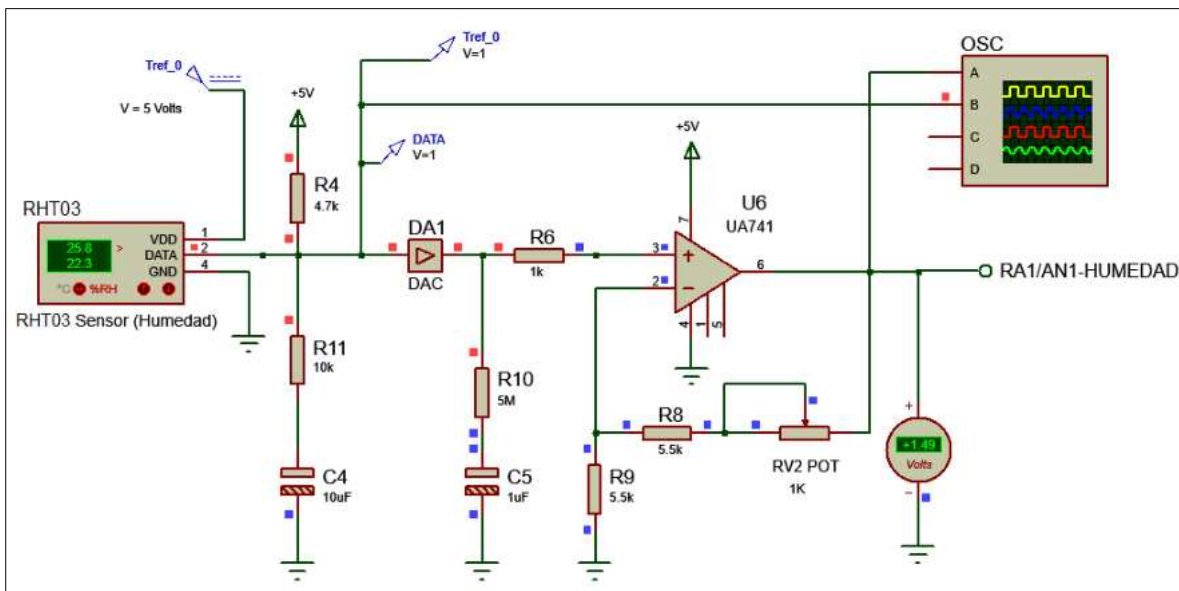 Tref_0
V = 5 Volts
Tref_0
V=1
DATA
V=1
OSC
A
B
C
D
+5V
R4
4.7k
RHT03
25.8
22.3
>
VDD
DATA
GND
1
2
4
°C
%RH
RHT03 Sensor (Humedad)
DA1
DAC
R6
1k
+5V
U6
UA741
7
3
2
6
4
1
5
RA1/AN1-HUMEDAD
R11
10k
C4
10uF
R10
5M
C5
1uF
R8
5.5k
R9
5.5k
RV2 POT
1K
+
+1.49
Volts
−